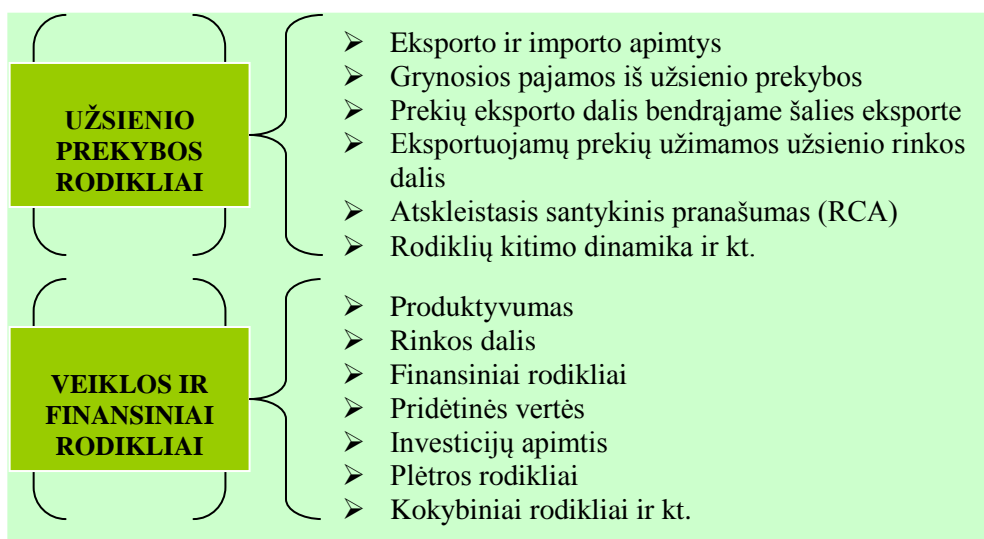 UŽSIENIO
PREKYBOS
RODIKLIAI
➢ Eksporto ir importo apimtys
➢ Grynosios pajamos iš užsienio prekybos
➢ Prekių eksporto dalis bendrąjame šalies eksporte
➢ Eksportuojamų prekių užimamos užsienio rinkos
dalis
➢ Atskleistasis santykinis pranašumas (RCA)
➢ Rodiklių kitimo dinamika ir kt.
VEIKLOS IR
FINANSINIAI
RODIKLIAI
➢ Produktyvumas
➢ Rinkos dalis
➢ Finansiniai rodikliai
➢ Pridėtinės vertės
➢ Investicijų apimtis
➢ Plėtros rodikliai
➢ Kokybiniai rodikliai ir kt.